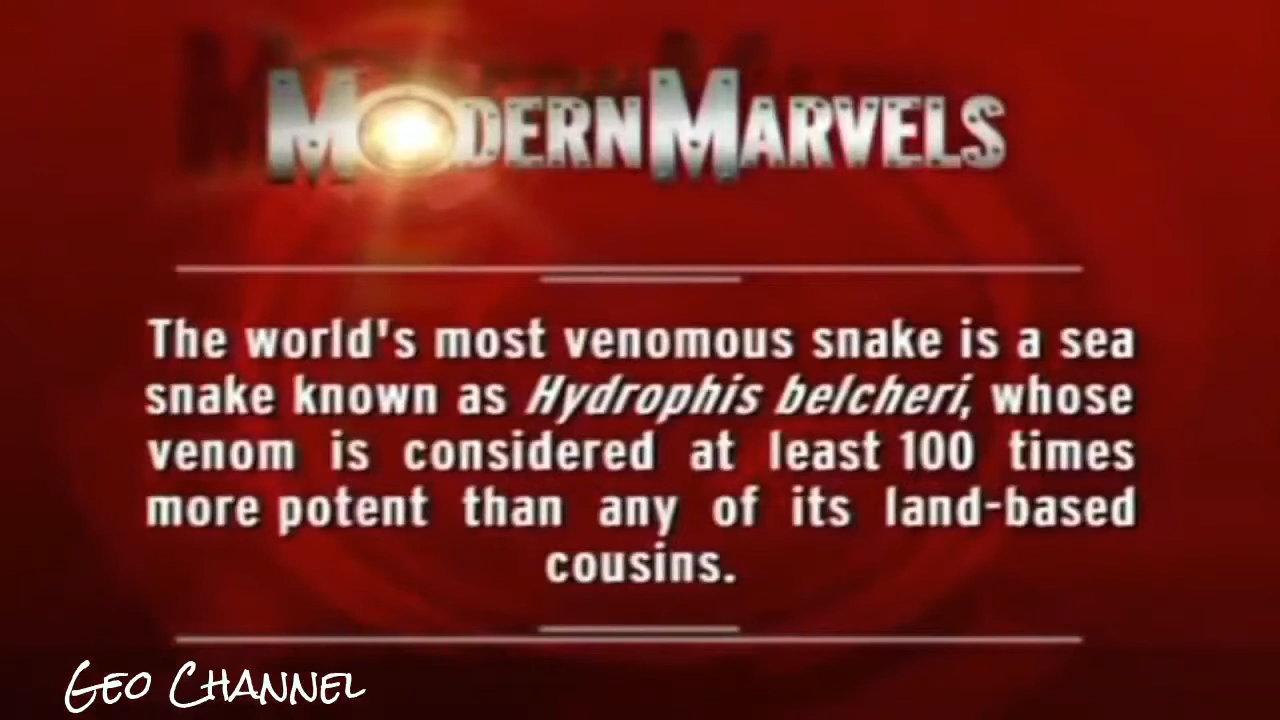 MODERN MARVELS
The world's most venomous snake is a sea
snake known as Hydrophis belcheri, whose
venom is considered at least 100 times
more potent than any of its land-based
cousins.
GEO CHANNEL